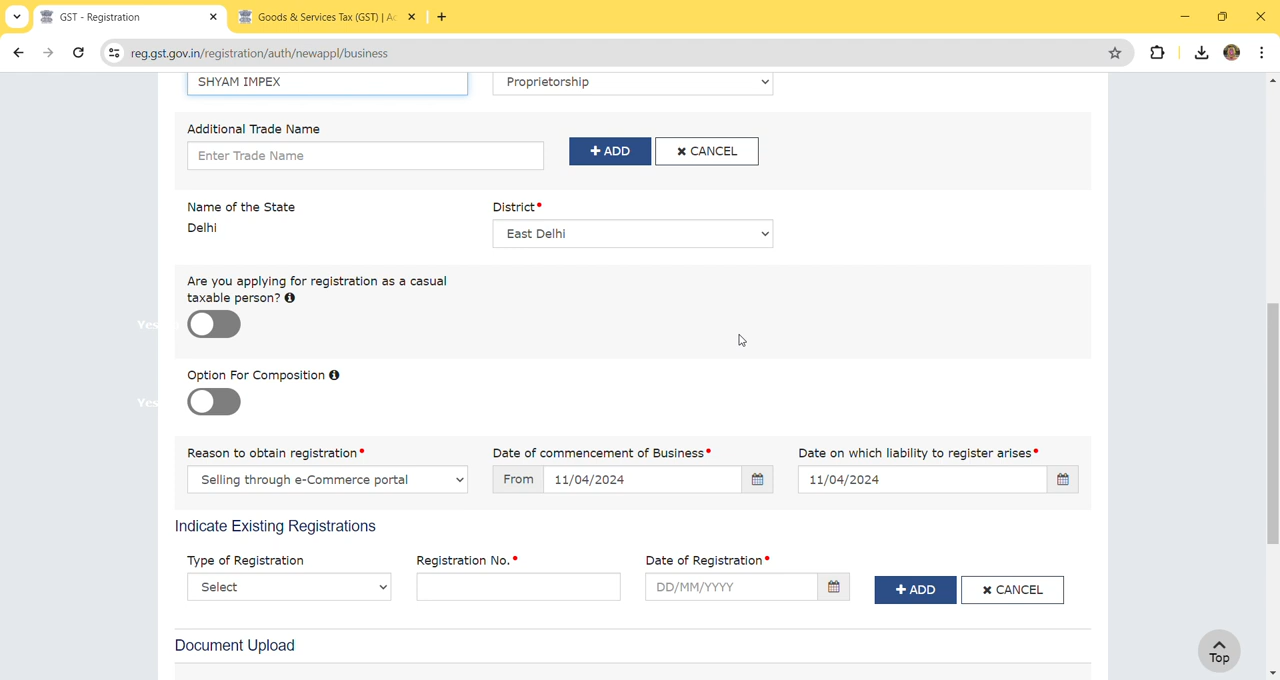 GST - Registration
Goods & Services Tax (GST) | Ac
reg.gst.gov.in/registration/auth/newappl/business
SHYAM IMPEX
Proprietorship
Additional Trade Name
Enter Trade Name
ADD
CANCEL
Name of the State
District
Delhi
East Delhi
Are you applying for registration as a casual
taxable person?
Yes
Option For Composition
Yes
Reason to obtain registration
Date of commencement of Business
Date on which liability to register arises
Selling through e-Commerce portal
From
11/04/2024
11/04/2024
Indicate Existing Registrations
Type of Registration
Registration No.
Date of Registration
Select
DD/MM/YYYY
ADD
CANCEL
Document Upload
Top